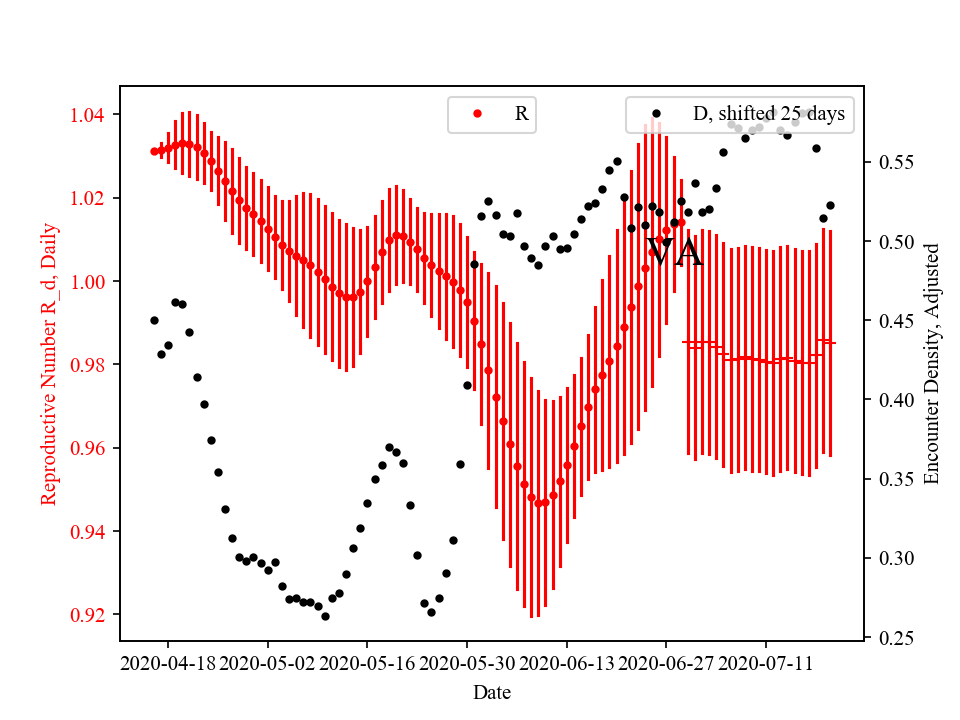 R
D, shifted 25 days
1.04
1.02
1.00
0.98
0.96
0.94
0.92
Reproductive Number R_d, Daily
VA
0.55
0.50
0.45
0.40
0.35
0.30
0.25
Encounter Density, Adjusted
2020-04-18 2020-05-02 2020-05-16 2020-05-30 2020-06-13 2020-06-27 2020-07-11
Date